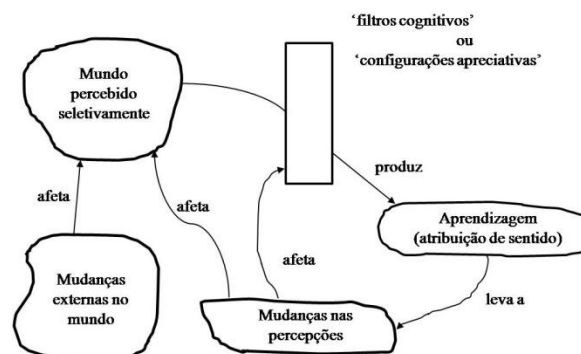 'filtros cognitivos'
ou
'configurações apreciativas'
Mundo
percebido
seletivamente
produz
afeta
afeta
Aprendizagem
(atribuição de sentido)
afeta
Mudanças
externas no
mundo
Mudanças nas
percepções
leva a